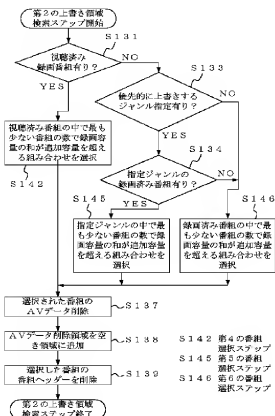 第2の上書き領域
検索ステップ開始
S131
視聴済み
録画番組有り？
NO
YES
S133
優先的に上書きする
ジャンル指定有り？
NO
YES
S134
指定ジャンルの
録画済み番組有り？
NO
YES
視聴済み番組の中で最も
少ない番組の数で録画容
量の和が追加容量を超え
る組み合わせを選択
S142
S145
指定ジャンルの中で最
も少ない番組の数で録
画容量の和が追加容量
を超える組み合わせを
選択
S146
録画済み番組の中で最
も少ない番組の数で録
画容量の和が追加容量
を超える組み合わせを
選択
選択された番組の
AVデータ削除
S137
AVデータ削除領域を空
き領域に追加
S138
選択した番組の
番組ヘッダーを削除
S139
第2の上書き領域
検索ステップ終了
S142 第4の番組
選択ステップ
S145 第5の番組
選択ステップ
S146 第6の番組
選択ステップ